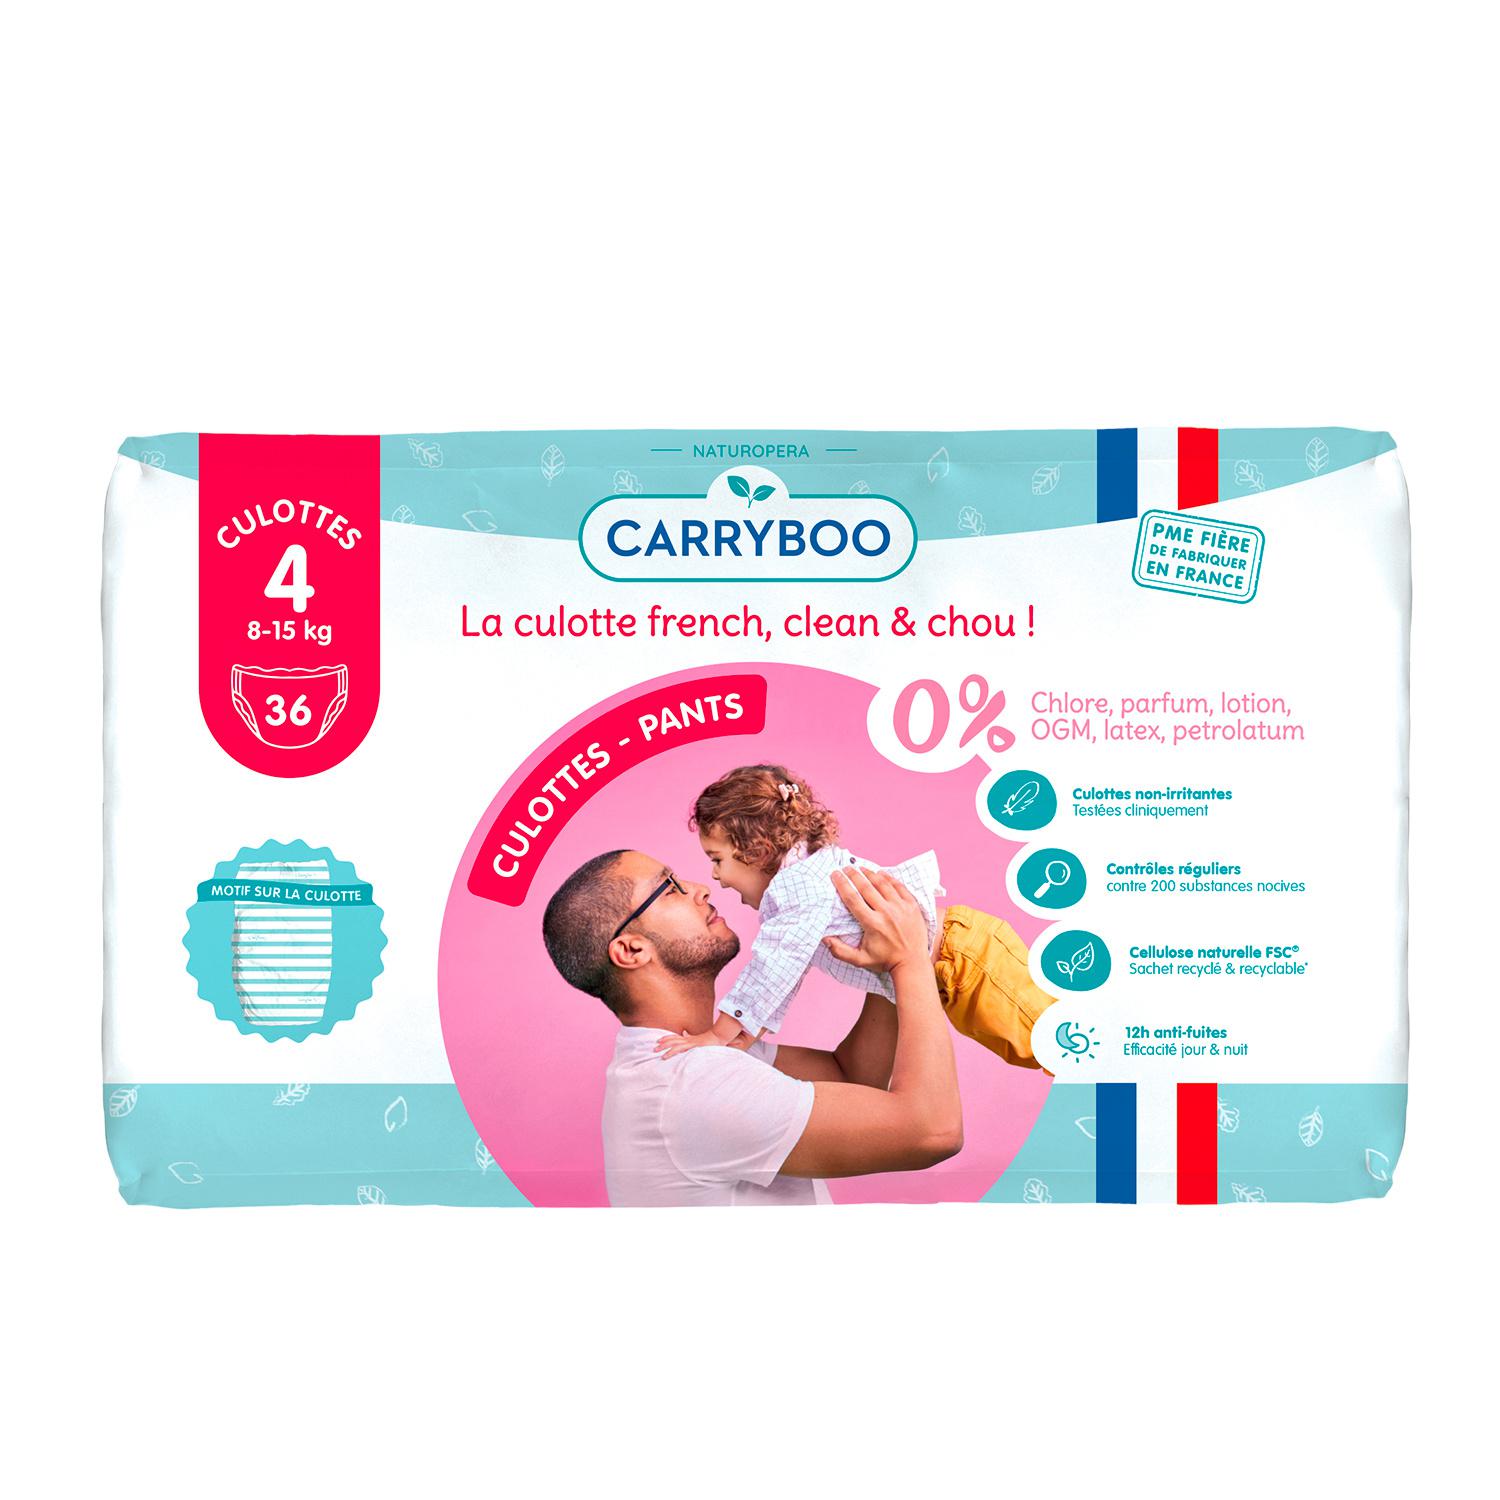 NATUROPERA
CARRYBOO
La culotte french, clean & chou !
CULOTTES
4
8-15 kg
36
PME FIÈRE
DE FABRIQUER
EN FRANCE
CULOTTES - PANTS
0%
Chlore, parfum, lotion,
OGM, latex, petrolatum
Culottes non-irritantes
Testées cliniquement
Contrôles réguliers
contre 200 substances nocives
Cellulose naturelle FSC®
Sachet recyclé & recyclable*
12h anti-fuites
Efficacité jour & nuit
MOTIF SUR LA CULOTTE